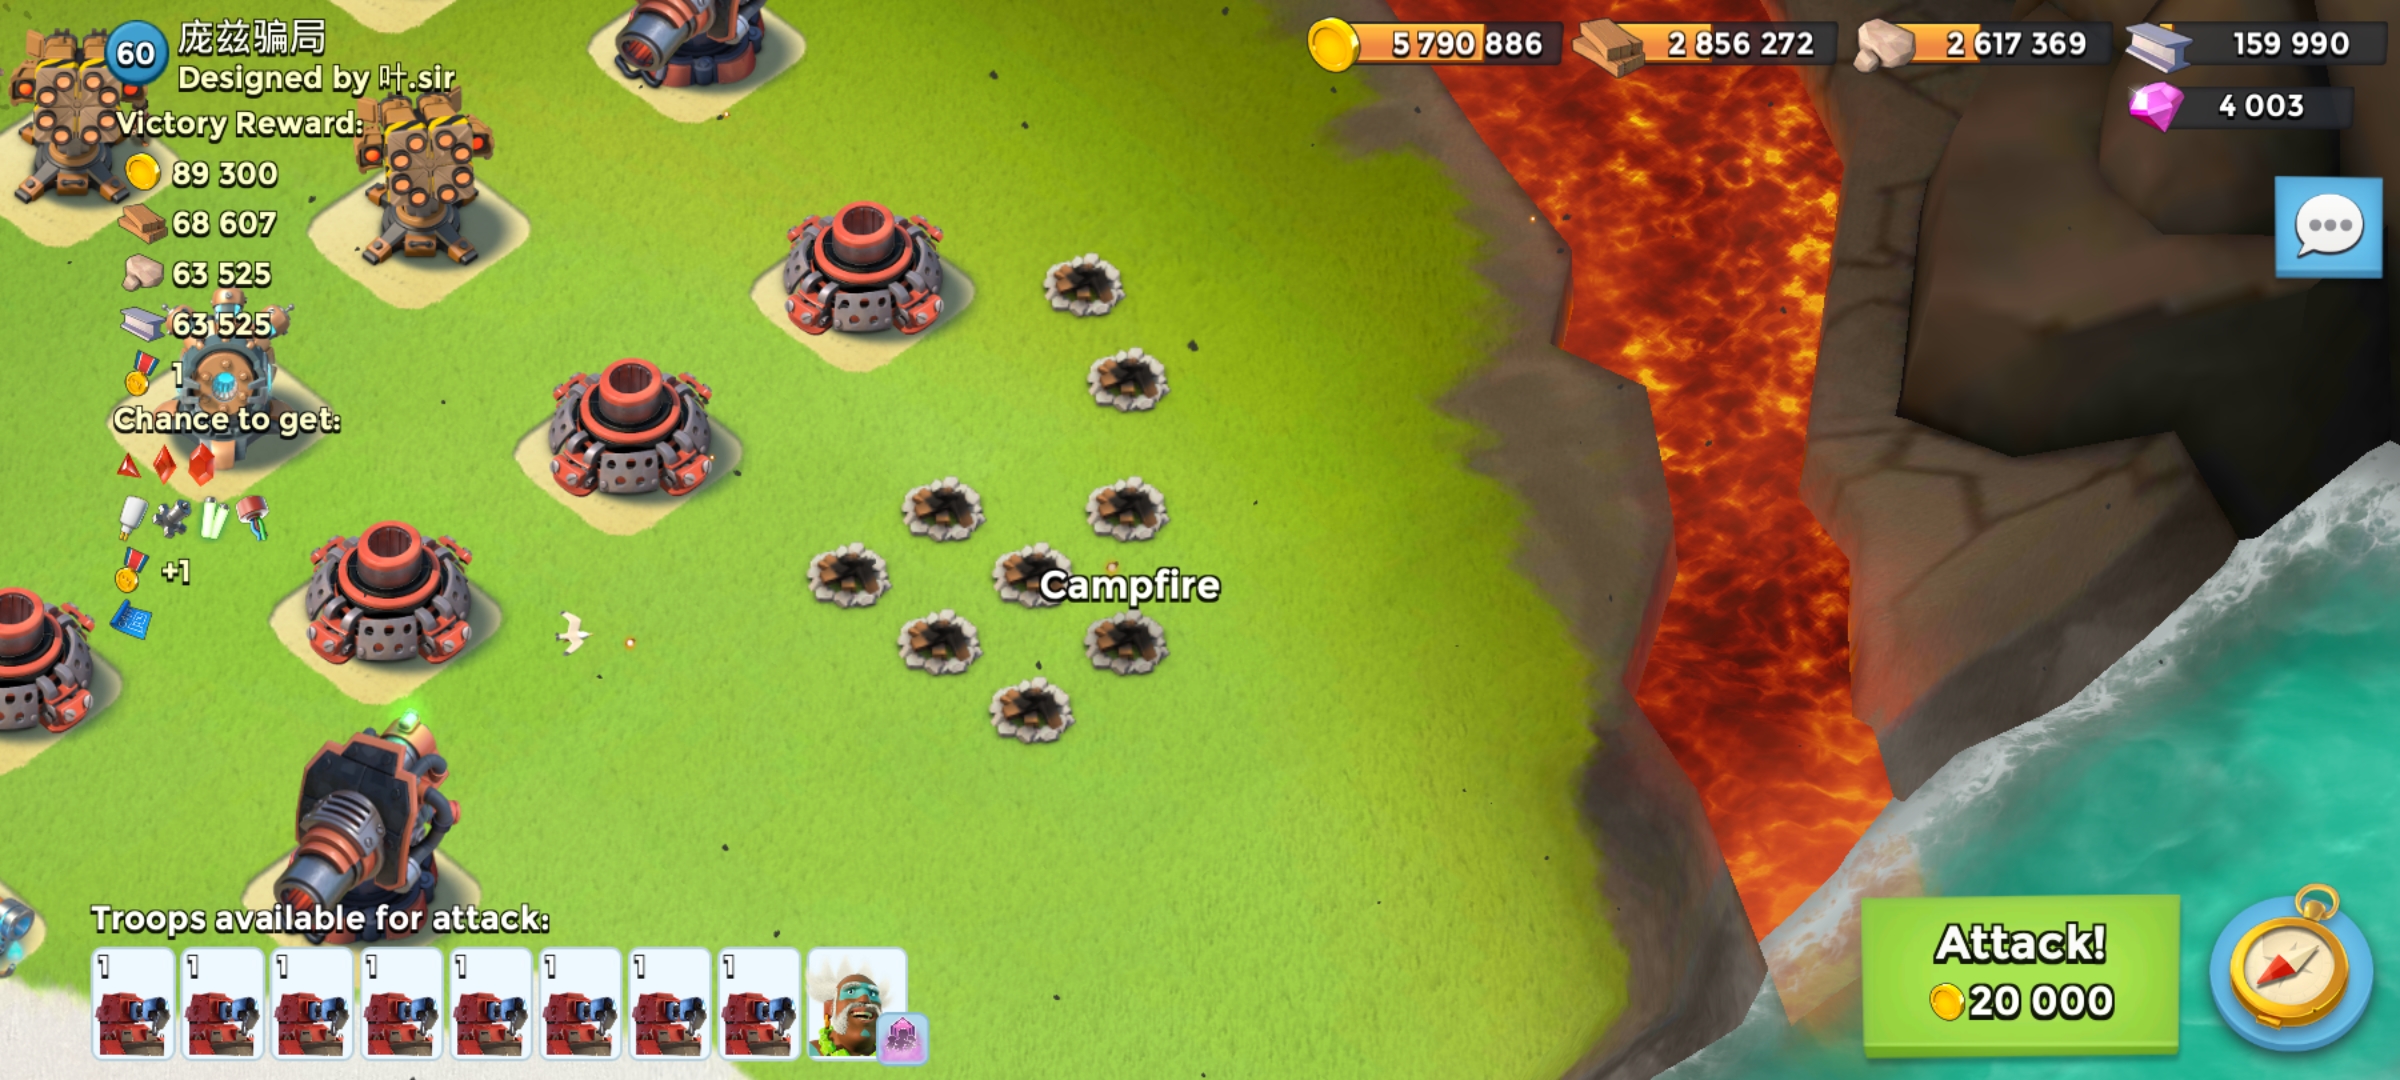 60
庞兹骗局
Designed by 叶.sir
Victory Reward:
89 300
68 607
63 525
63 525
1
Chance to get:
+1
5 790 886
2 856 272
2 617 369
159 990
4 003
Campfire
Troops available for attack:
1 1 1 1 1 1 1 1
Attack!
20 000